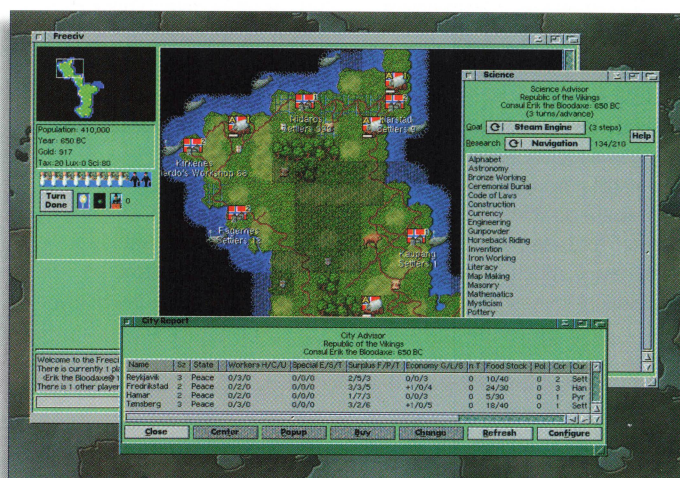 Freeciv
Population: 410,000
Year: 650 BC
Gold: 917
Tax:20 Lux:0 Sci:80
Turn
Done
0
Nidaros
Settlers
Settlers
Kirkenes
Fagernes
Settlers 18
Kaupang
Settlers 1
Science
Science Advisor
Republic of the Vikings
Consul Erik the Bloodaxe: 650 BC
(3 turns/advance)
Goal Steam Engine (3 steps)
Help
Research Navigation 134/210
Alphabet
Astronomy
Bronze Working
Ceremonial Burial
Code of Laws
Construction
Currency
Engineering
Gunpowder
Horseback Riding
Invention
Iron Working
Literacy
Map Making
Masonry
Mathematics
Mysticism
Pottery
Welcome to the Freeci
There is currently 1 pla
<Erik the Bloodaxe@
There is 1 other player
City Report
City Advisor
Republic of the Vikings
Consul Erik the Bloodaxe: 650 BC
Name Sz State Workers H/C/U Special E/S/T Surplus F/P/T Economy G/L/S n T Food Stock Pol Cor Cur
Reykjavik 3 Peace 0/3/0 0/0/0 2/5/3 0/0/3 0 10/40 0 2 Sett
Fredrikstad 2 Peace 0/2/0 0/0/0 3/3/5 +1/0/4 0 24/30 0 3 Han
Hamar 2 Peace 0/2/0 0/0/0 1/7/3 0/0/3 0 5/30 0 1 Pyr
Tønsberg 3 Peace 0/3/0 0/0/0 3/2/6 +1/0/5 0 18/40 0 1 Sett
Close Center Popup Buy Change Refresh Configure